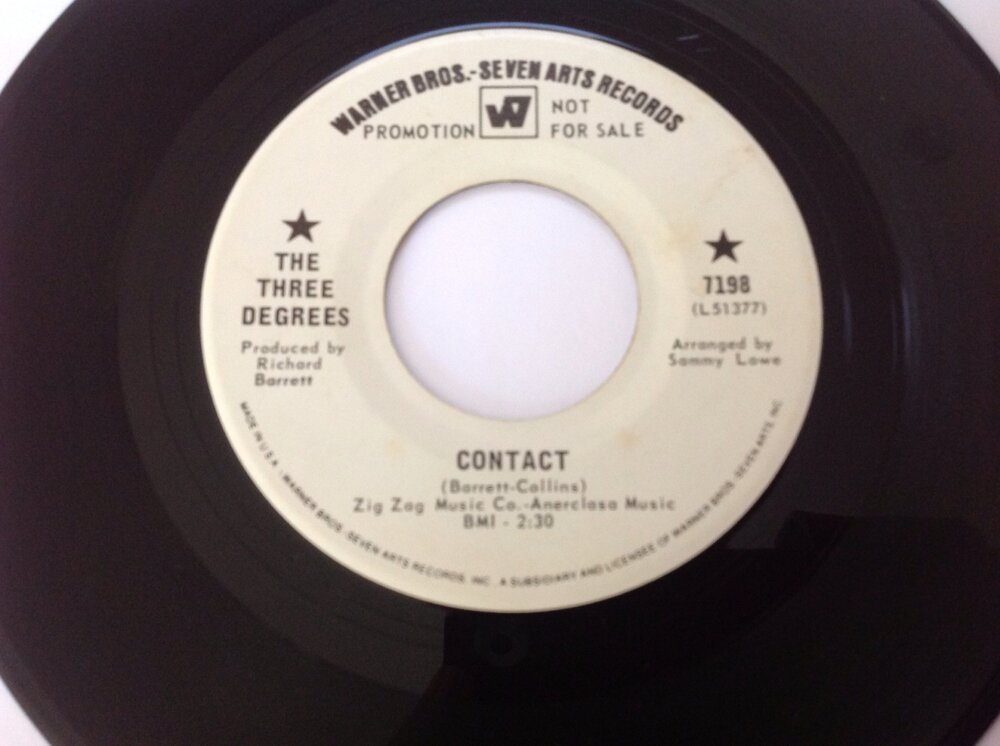 WARNER BROS.-SEVEN ARTS RECORDS
PROMOTION
W7
NOT
FOR SALE
THE
THREE
DEGREES
Produced by
Richard
Barrett
7198
(L51377)
Arranged by
Sammy Lowe
CONTACT
(Barrett-Collins)
Zig Zag Music Co.-Anerclasa Music
BMI - 2:30
MADE IN U.S.A. · WARNER BROS.-SEVEN ARTS RECORDS, INC. A SUBSIDIARY AND LICENSEE OF WARNER BROS.-SEVEN ARTS, INC.